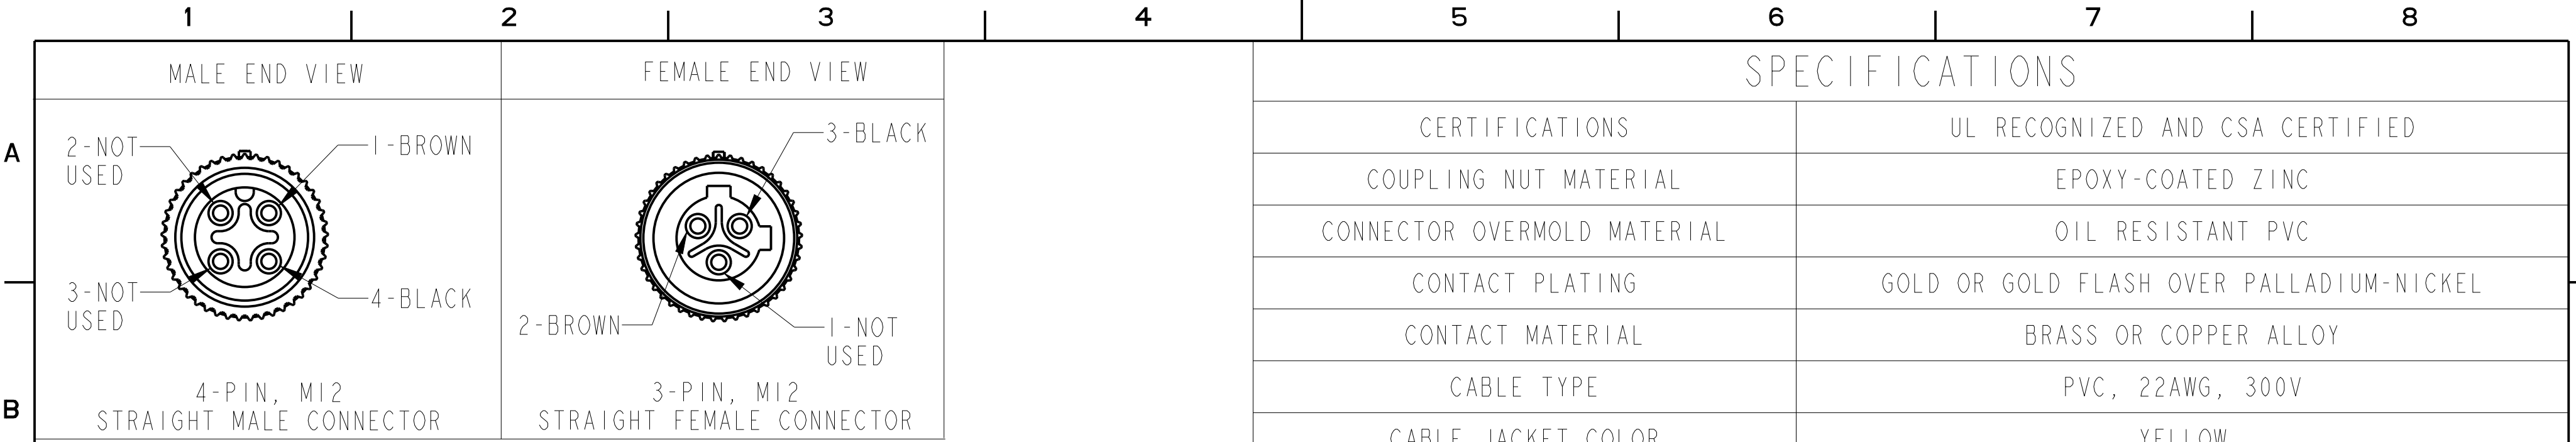 1 2 3 4 5 6 7 8
A
B
MALE END VIEW
2-NOT
USED
1-BROWN
3-NOT
USED
4-BLACK
4-PIN, M12
STRAIGHT MALE CONNECTOR
FEMALE END VIEW
3-BLACK
2-BROWN
1-NOT
USED
3-PIN, M12
STRAIGHT FEMALE CONNECTOR
SPECIFICATIONS
CERTIFICATIONS UL RECOGNIZED AND CSA CERTIFIED
COUPLING NUT MATERIAL EPOXY-COATED ZINC
CONNECTOR OVERMOLD MATERIAL OIL RESISTANT PVC
CONTACT PLATING GOLD OR GOLD FLASH OVER PALLADIUM-NICKEL
CONTACT MATERIAL BRASS OR COPPER ALLOY
CABLE TYPE PVC, 22AWG, 300V
CABLE JACKET COLOR YELLOW